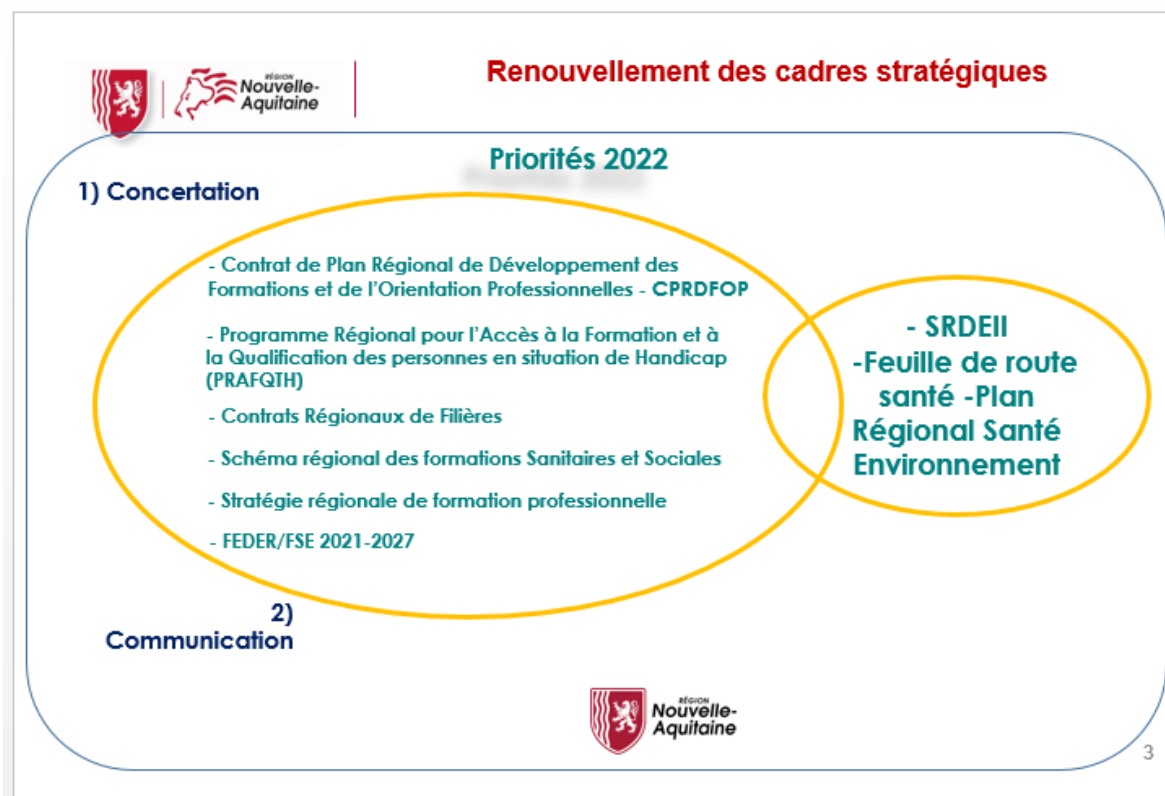 RÉGION
Nouvelle-
Aquitaine
Renouvellement des cadres stratégiques
Priorités 2022
1) Concertation
- Contrat de Plan Régional de Développement des
Formations et de l'Orientation Professionnelles - CPRDFOP
- Programme Régional pour l'Accès à la Formation et à
la Qualification des personnes en situation de Handicap
(PRAFQTH)
- Contrats Régionaux de Filières
- Schéma régional des formations Sanitaires et Sociales
- Stratégie régionale de formation professionnelle
- FEDER/FSE 2021-2027
- SRDEII
-Feuille de route
santé -Plan
Régional Santé
Environnement
2)
Communication
RÉGION
Nouvelle-
Aquitaine
3